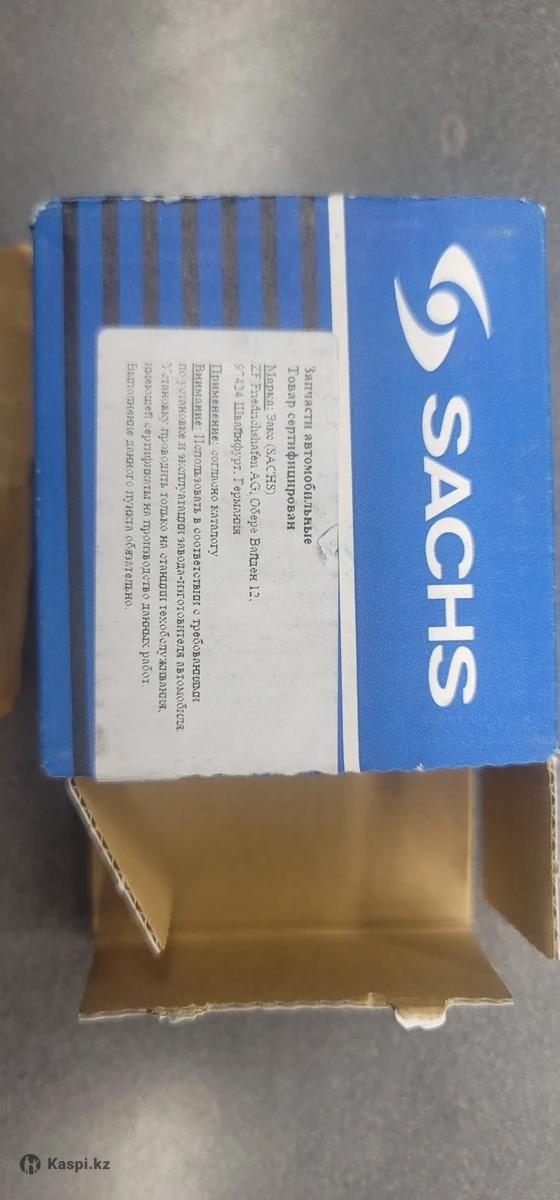 SACHS
Запчасти автомобильные
Товар сертифицирован
Марка: Закс (SACHS)
ZF Friedrichshafen AG, Обере Вайден 12,
97424 Швайнфурт, Германия
Применение: согласно каталогу
Внимание: Использовать в соответствии с требованиями
по установке и эксплуатации завода-изготовителя автомобиля.
Установку проводить только на станции техобслуживания,
имеющей сертификаты на производство данных работ
Выполнение данного пункта обязательно.
Kaspi.kz